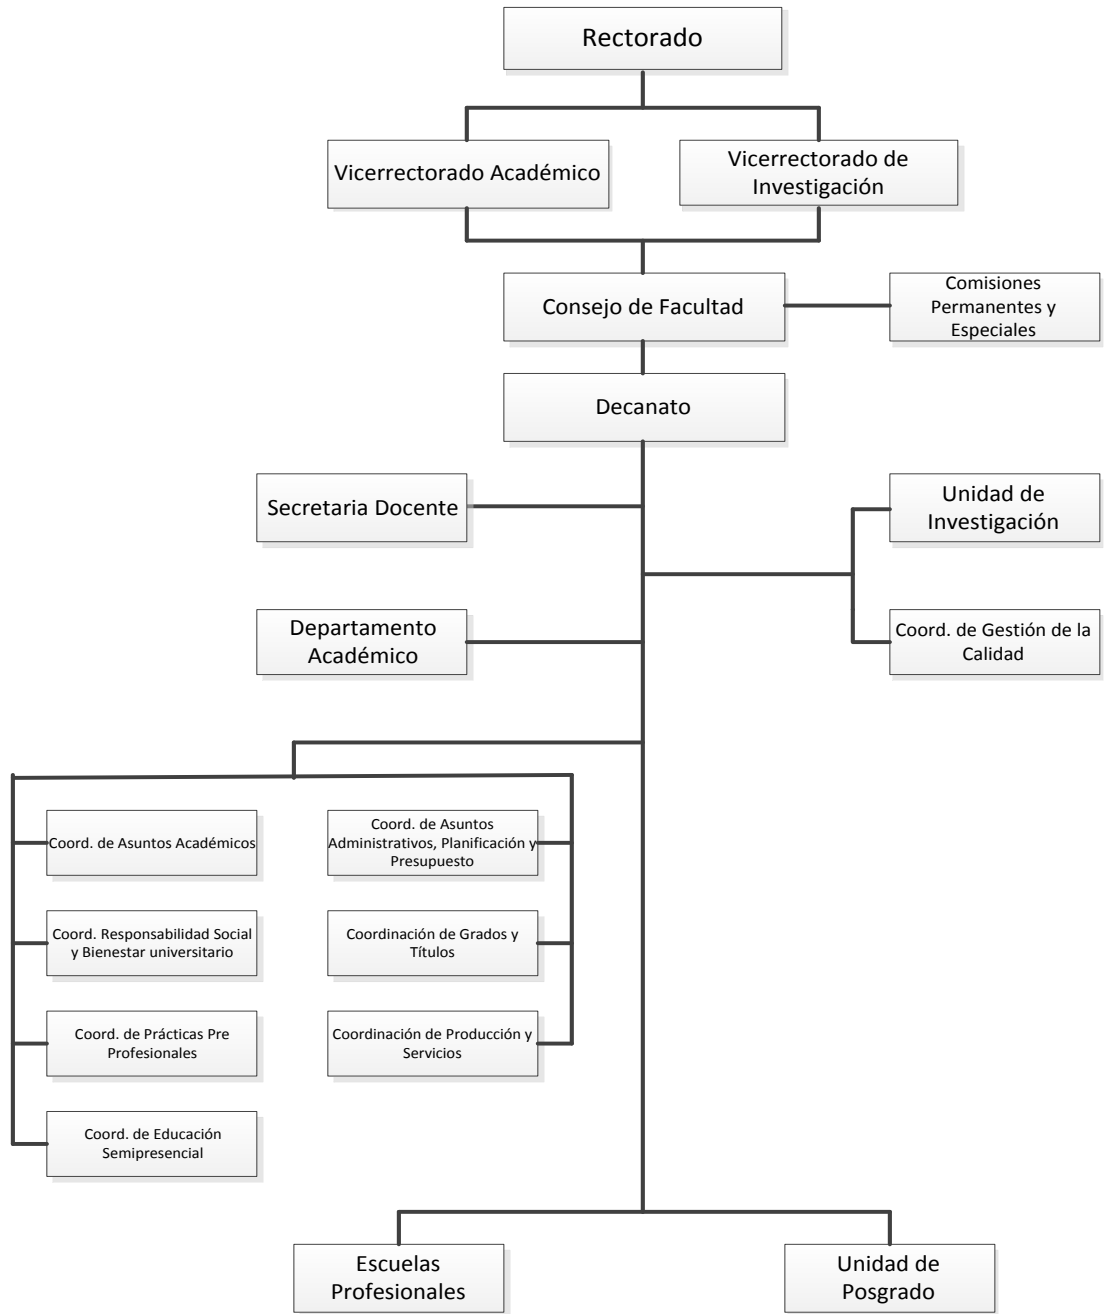 Rectorado
Vicerrectorado Académico
Vicerrectorado de
Investigación
Consejo de Facultad
Comisiones
Permanentes y
Especiales
Decanato
Secretaria Docente
Unidad de
Investigación
Departamento
Académico
Coord. de Gestión de la
Calidad
Coord. de Asuntos Académicos
Coord. de Asuntos
Administrativos, Planificación y
Presupuesto
Coord. Responsabilidad Social
y Bienestar universitario
Coordinación de Grados y
Títulos
Coord. de Prácticas Pre
Profesionales
Coordinación de Producción y
Servicios
Coord. de Educación
Semipresencial
Escuelas
Profesionales
Unidad de
Posgrado